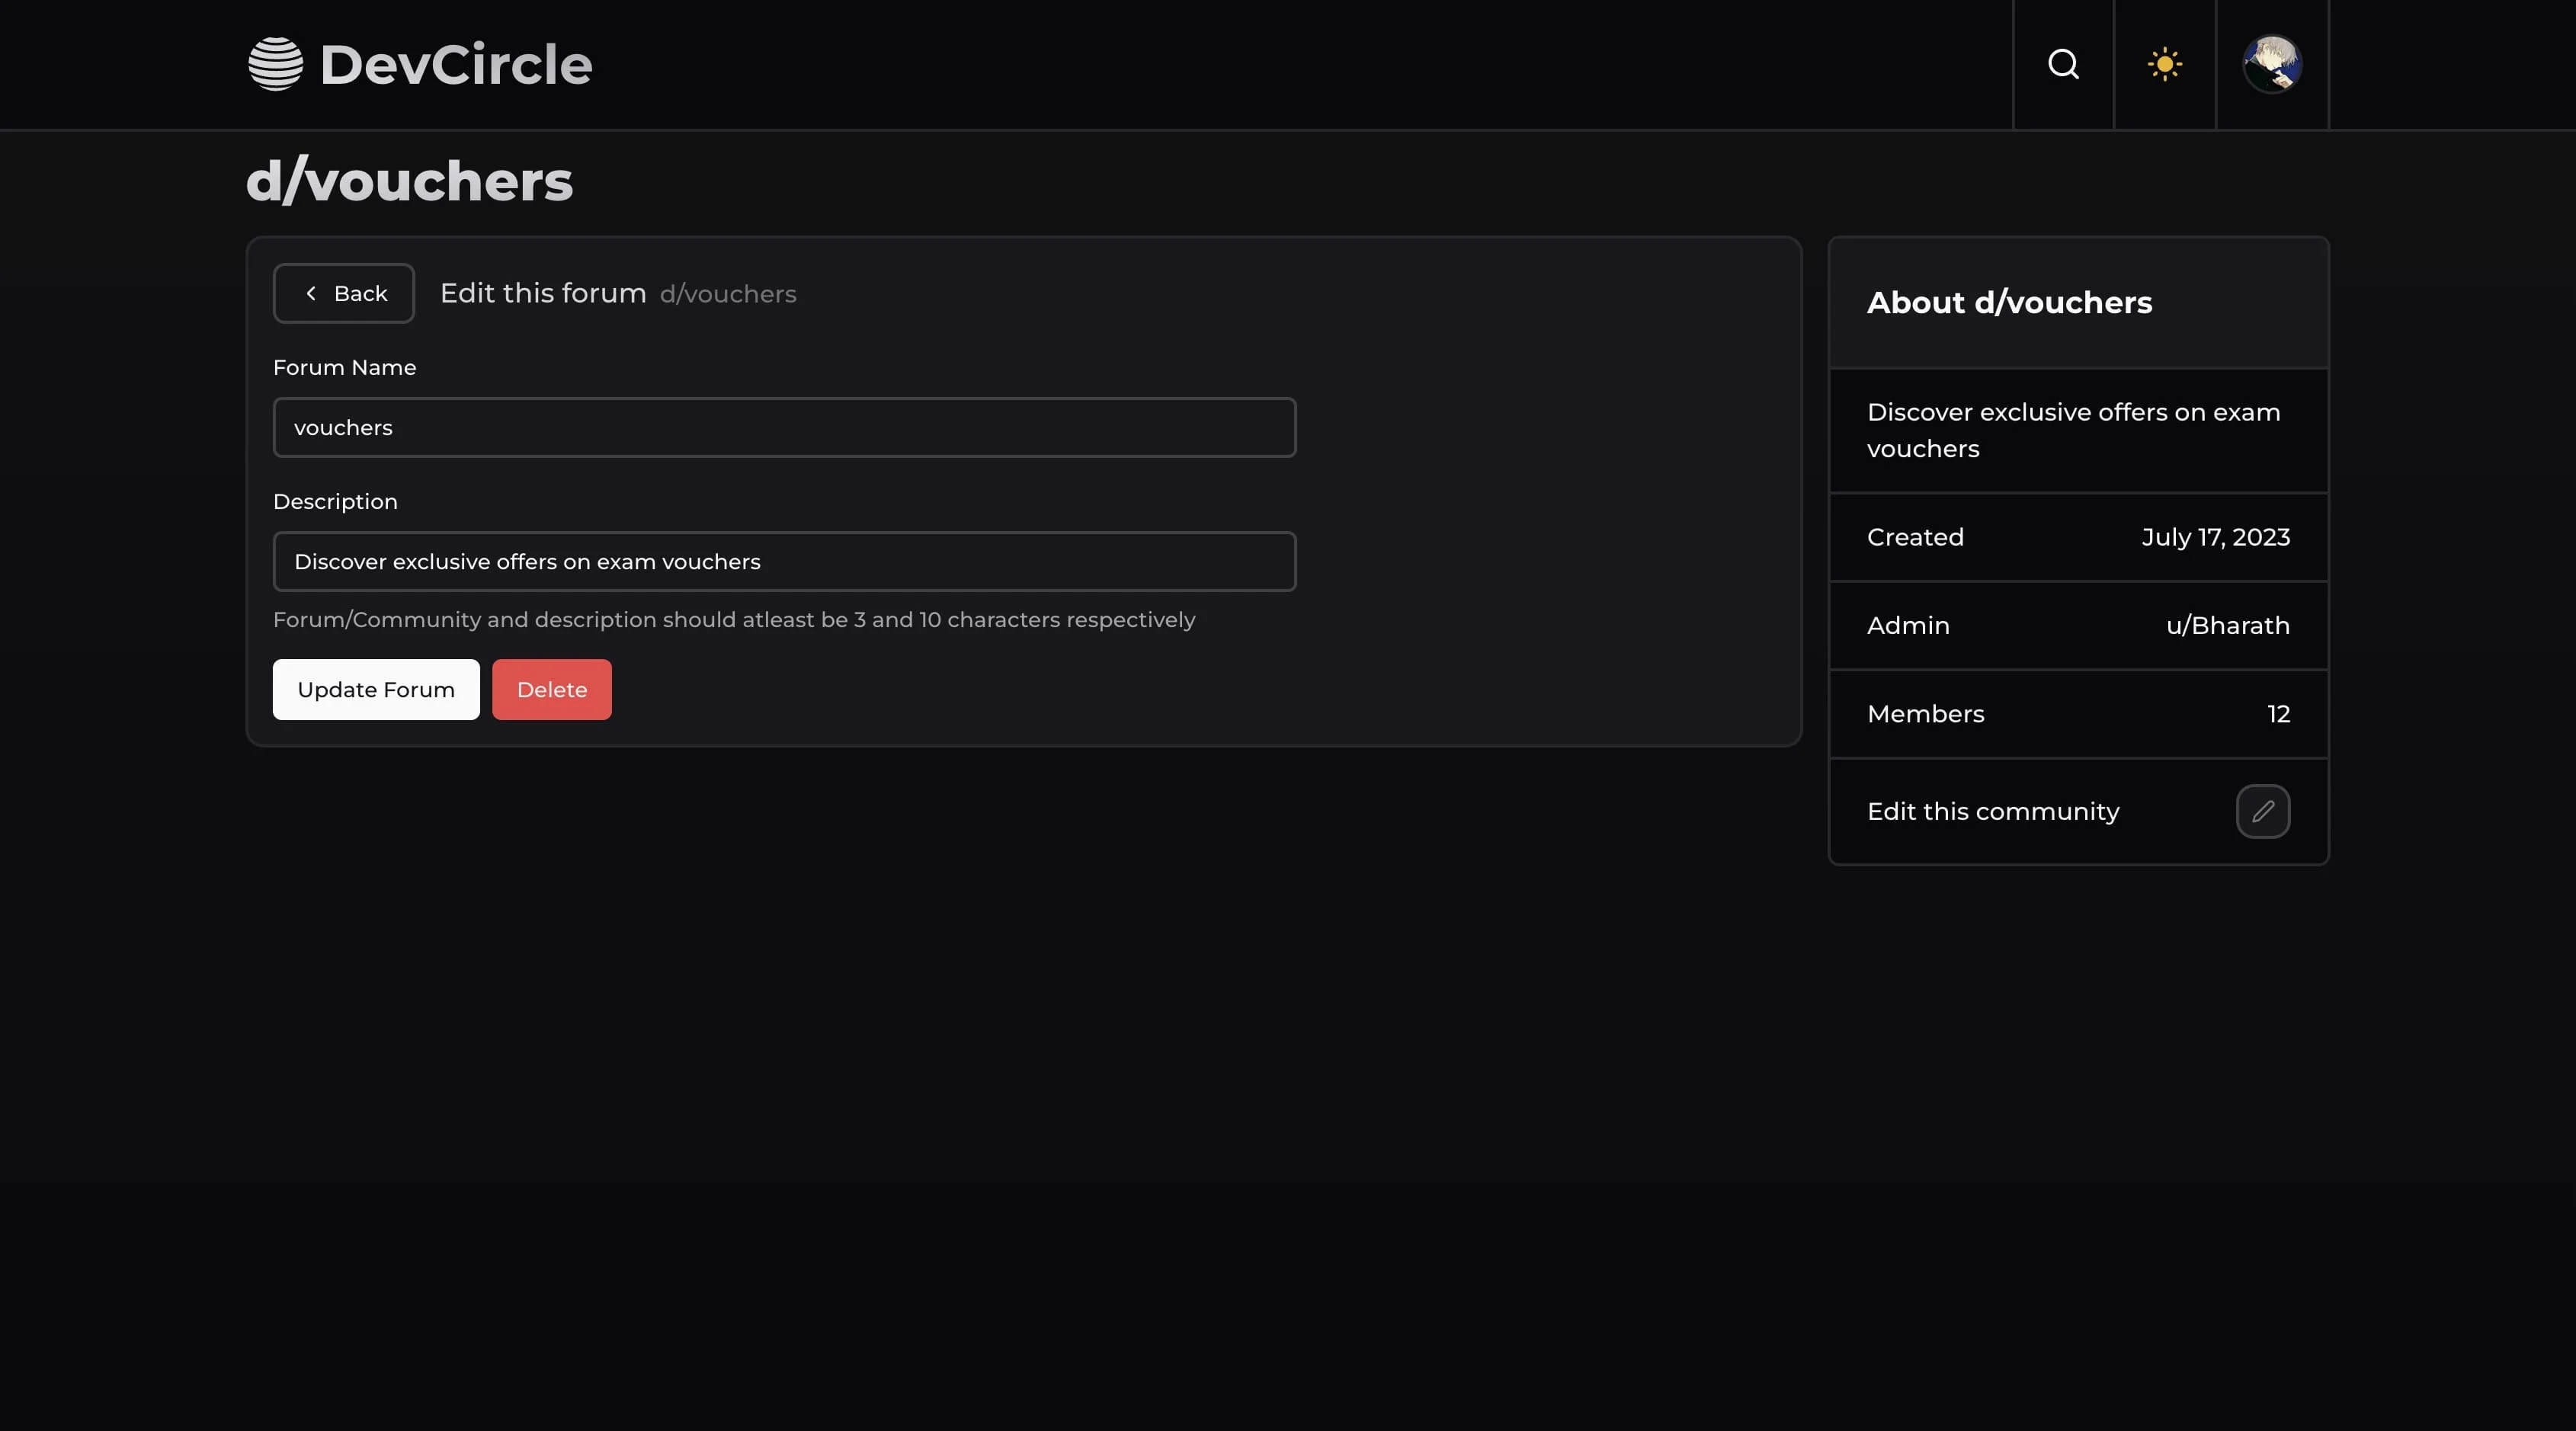 DevCircle
d/vouchers
Back
Edit this forum d/vouchers
Forum Name
vouchers
Description
Discover exclusive offers on exam vouchers
Forum/Community and description should atleast be 3 and 10 characters respectively
Update Forum
Delete
About d/vouchers
Discover exclusive offers on exam
vouchers
Created July 17, 2023
Admin u/Bharath
Members 12
Edit this community